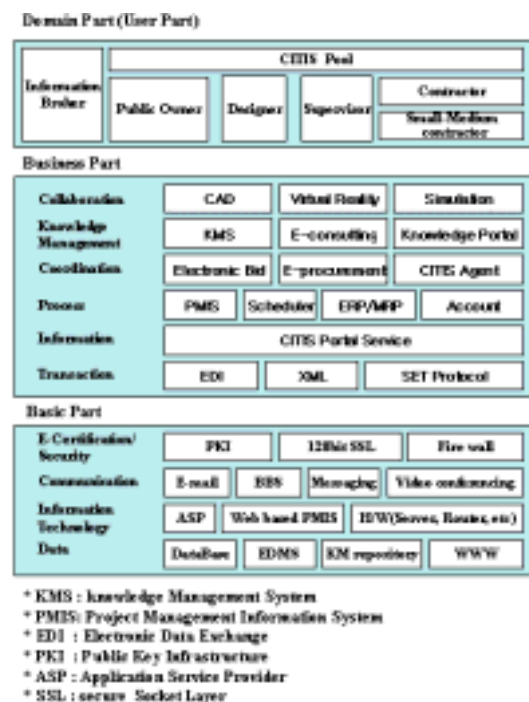 Domain Part (User Part)
CITIS Pool
Information Broker
Public Owner
Designer
Supervisor
Contractor
Small-Medium contractor
Business Part
Collaboration
CAD
Virtual Reality
Simulation
Knowledge Management
KMS
E-consulting
Knowledge Portal
Coordination
Electronic Bid
E-procurement
CITIS Agent
Process
PMIS
Scheduler
ERP/MRP
Account
Information
CITIS Portal Service
Transaction
EDI
XML
SET Protocol
Basic Part
E-Certification/ Security
PKI
128bit SSL
Fire wall
Communication
E-mail
BBS
Messaging
Video conferencing
Information Technology
ASP
Web based PMIS
H/W(Server, Router, etc)
Data
DataBase
EDMS
KM repository
WWW
* KMS : knowledge Management System
* PMIS: Project Management Information System
* EDI : Electronic Data Exchange
* PKI : Public Key Infrastructure
* ASP : Application Service Provider
* SSL : secure Socket Layer